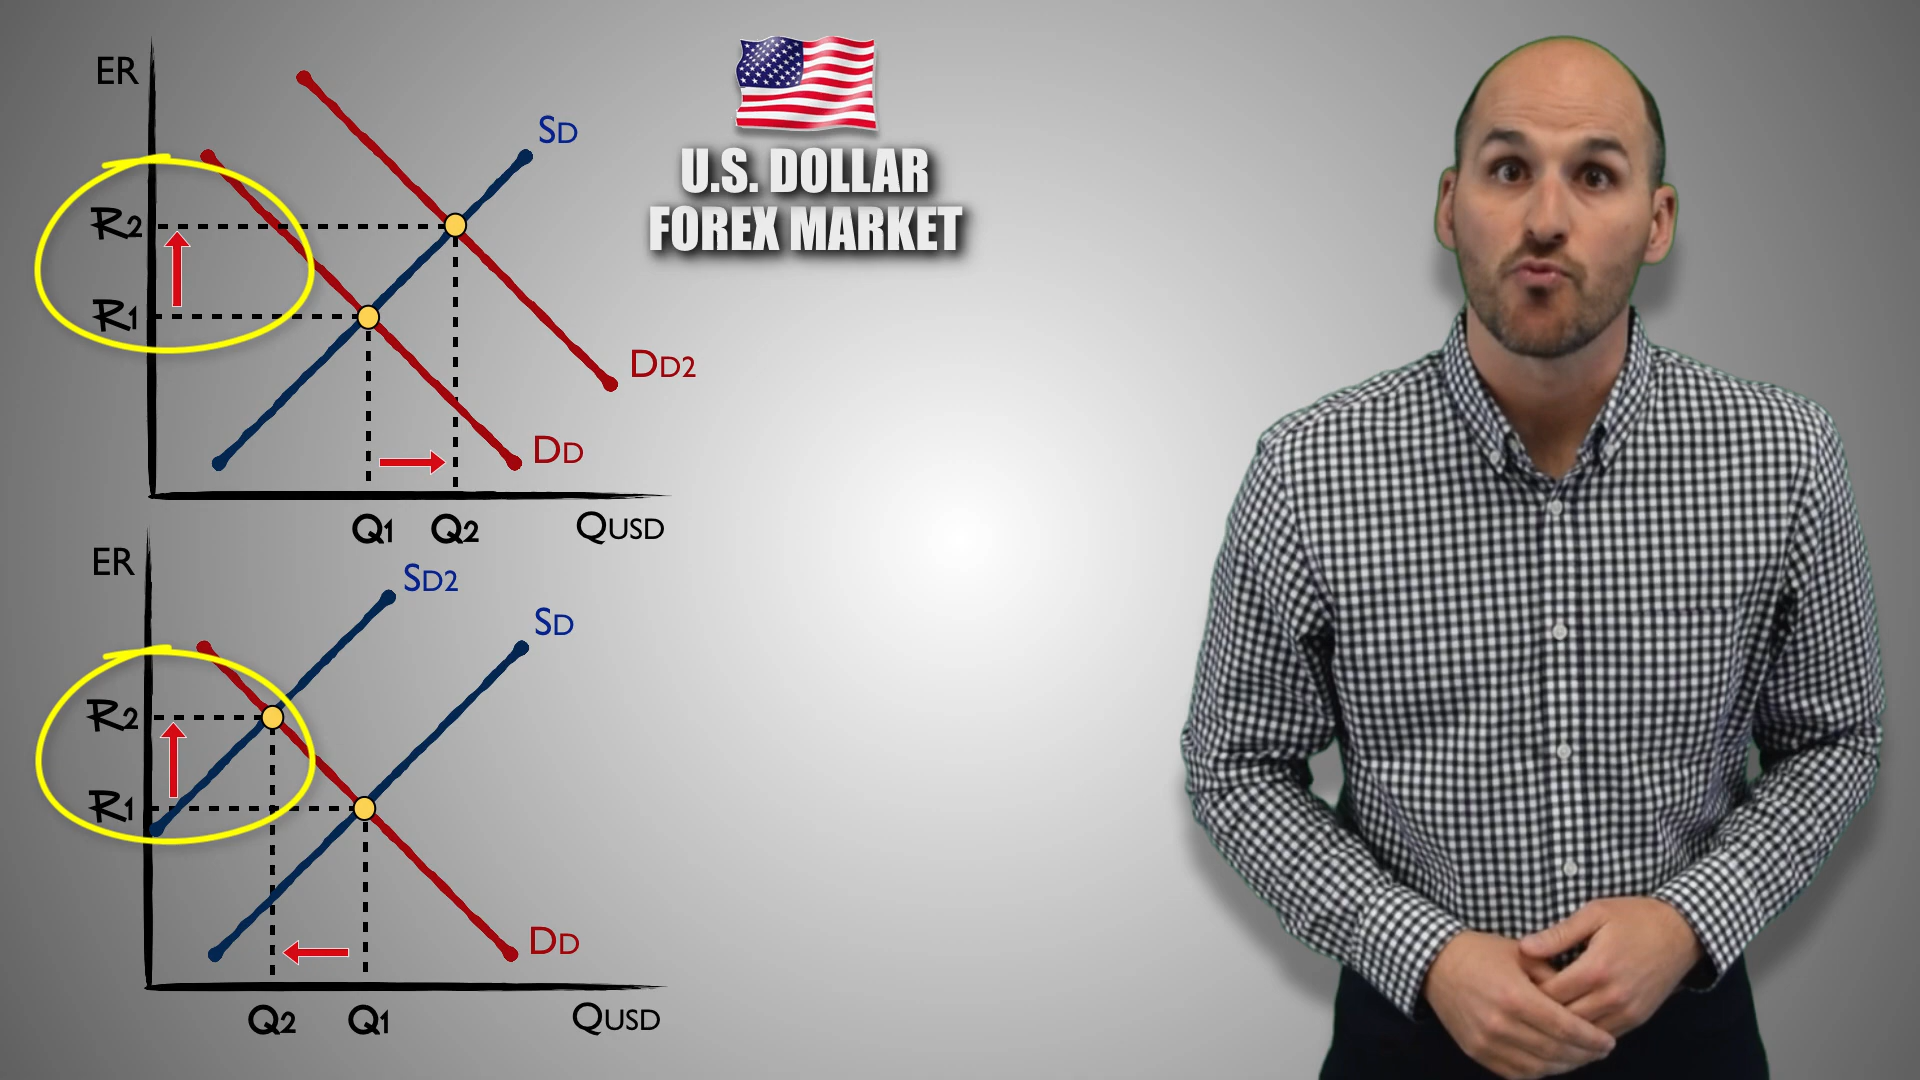 ER
SD
R2
R1
DD2
DD
Q1 Q2 QUSD
U.S. DOLLAR
FOREX MARKET
ER
SD2
SD
R2
R1
DD
Q2 Q1 QUSD